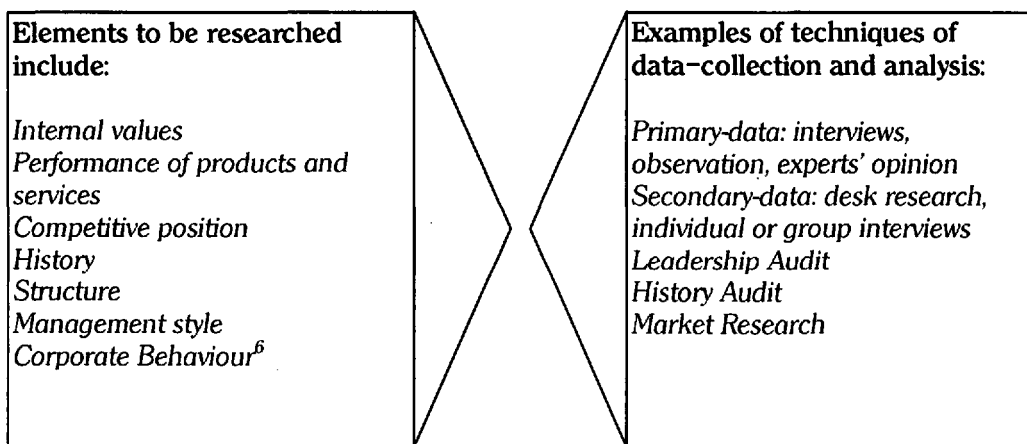 Elements to be researched
include:
Internal values
Performance of products and
services
Competitive position
History
Structure
Management style
Corporate Behaviour⁶
Examples of techniques of
data-collection and analysis:
Primary-data: interviews,
observation, experts' opinion
Secondary-data: desk research,
individual or group interviews
Leadership Audit
History Audit
Market Research